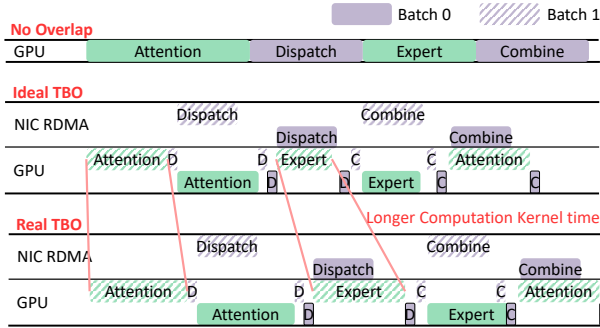 Batch 0 Batch 1
No Overlap
GPU Attention Dispatch Expert Combine
Ideal TBO
Dispatch Combine
NIC RDMA Dispatch Combine
Attention D D Expert C C Attention
GPU Attention D D Expert C C
Longer Computation Kernel time
Real TBO
Dispatch Combine
NIC RDMA Dispatch Combine
Attention D D Expert C C Attention
GPU Attention D D Expert C